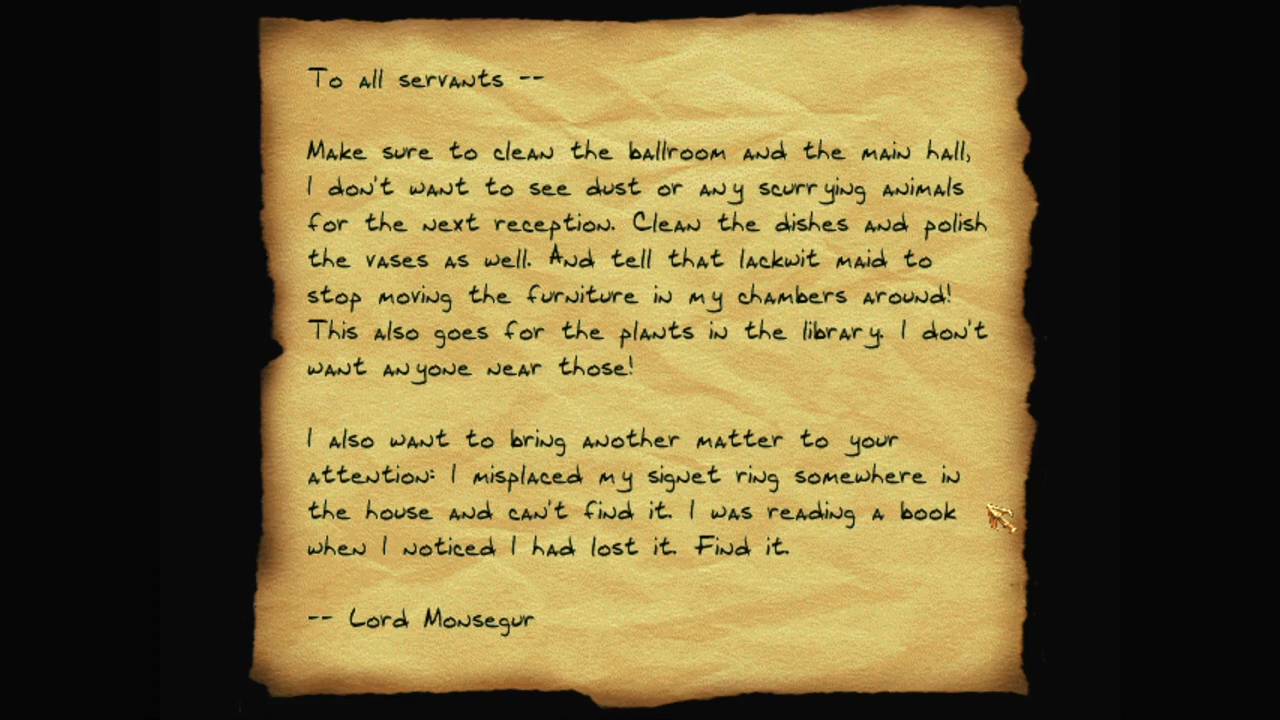 To all servants --
Make sure to clean the ballroom and the main hall,
I don't want to see dust or any scurrying animals
for the next reception. Clean the dishes and polish
the vases as well. And tell that lackwit maid to
stop moving the furniture in my chambers around!
This also goes for the plants in the library. I don't
want anyone near those!
I also want to bring another matter to your
attention: I misplaced my signet ring somewhere in
the house and can't find it. I was reading a book
when I noticed I had lost it. Find it.
-- Lord Monsegur